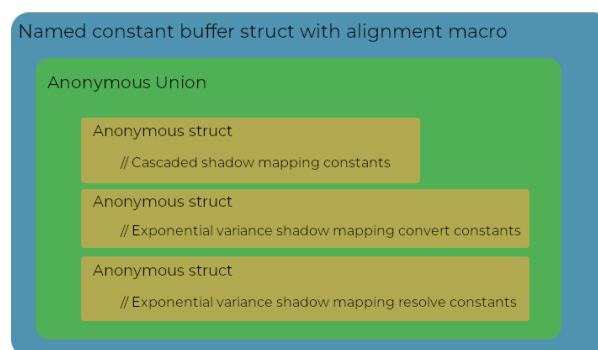 Named constant buffer struct with alignment macro
Anonymous Union
Anonymous struct
// Cascaded shadow mapping constants
Anonymous struct
// Exponential variance shadow mapping convert constants
Anonymous struct
// Exponential variance shadow mapping resolve constants